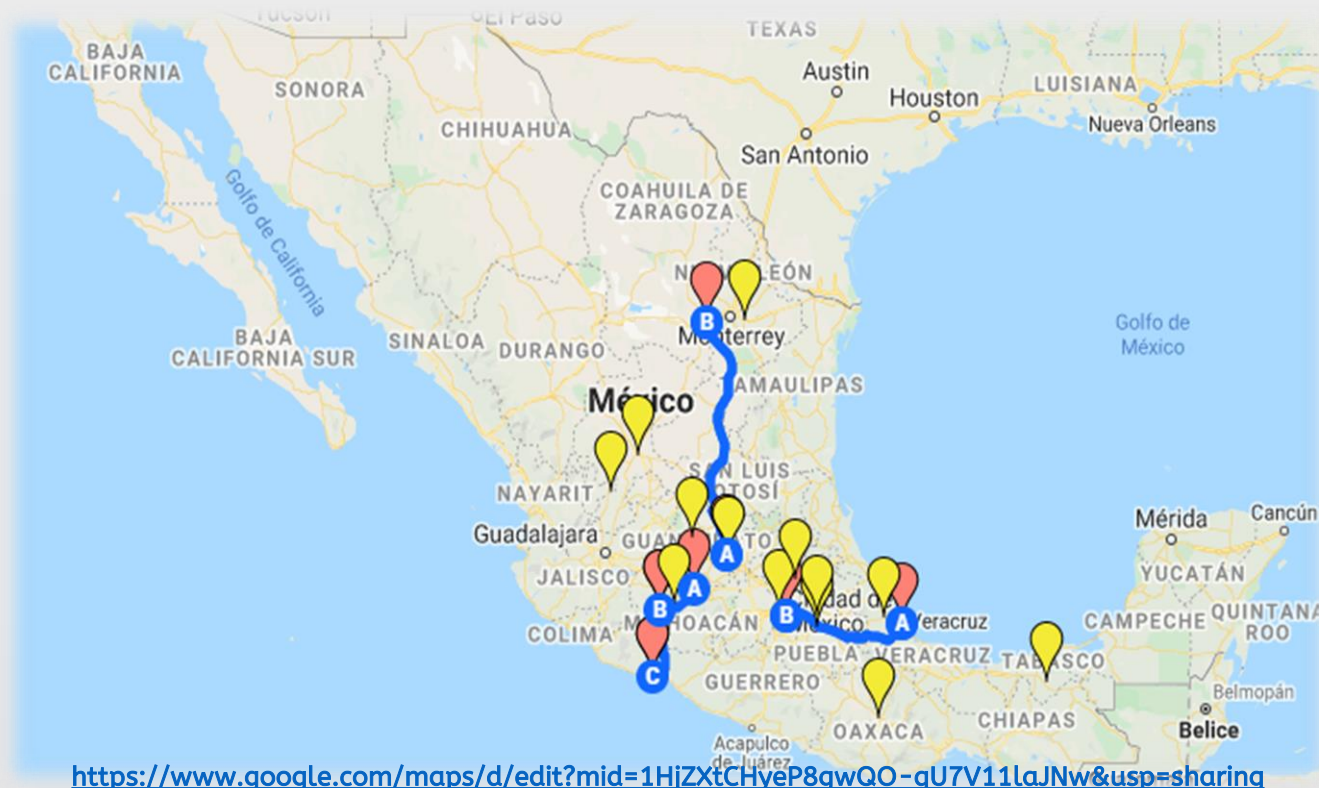 Tucson
El Paso
TEXAS
BAJA
CALIFORNIA
SONORA
Austin
Houston
LUISIANA
CHIHUAHUA
Nueva Orleans
San Antonio
COAHUILA DE
ZARAGOZA
Golfo de California
LEÓN
B
Monterrey
Golfo de
México
BAJA
CALIFORNIA SUR
SINALOA
DURANGO
TAMAULIPAS
México
SAN LUIS
POTOSÍ
NAYARIT
Mérida
Cancún
Guadalajara
GUANAJUATO
A
YUCATÁN
JALISCO
A
B
Ciudad de
México
B
A
Veracruz
CAMPECHE
QUINTANA
ROO
COLIMA
MICHOACÁN
PUEBLA
VERACRUZ
TABASCO
C
GUERRERO
Belmopán
OAXACA
CHIAPAS
Belice
Acapulco
de Juárez
https://www.google.com/maps/d/edit?mid=1HjZXtCHyeP8qwQO-qU7V11laJNw&usp=sharing